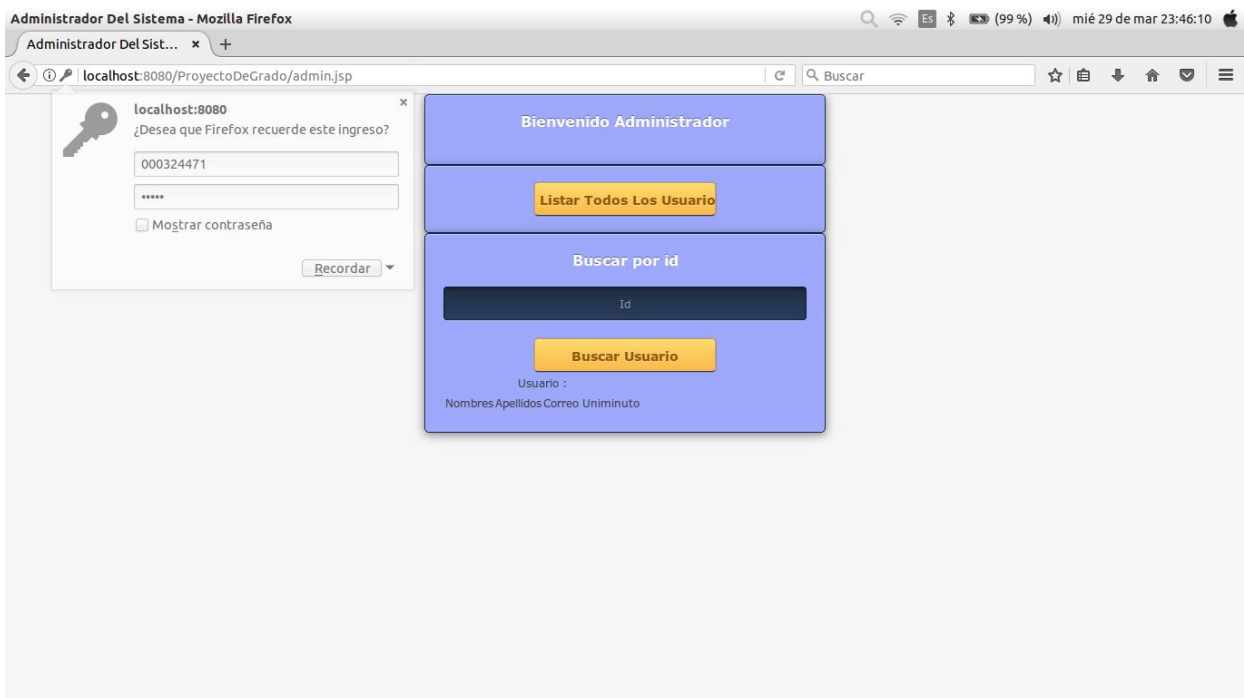 Administrador Del Sistema - Mozilla Firefox
Es (99 %) mié 29 de mar 23:46:10
Administrador Del Sist... × +
localhost:8080/ProyectoDeGrado/admin.jsp
Buscar
localhost:8080 ×
¿Desea que Firefox recuerde este ingreso?
000324471
•••••
Mostrar contraseña
Recordar
Bienvenido Administrador
Listar Todos Los Usuario
Buscar por id
Id
Buscar Usuario
Usuario :
Nombres Apellidos Correo Uniminuto